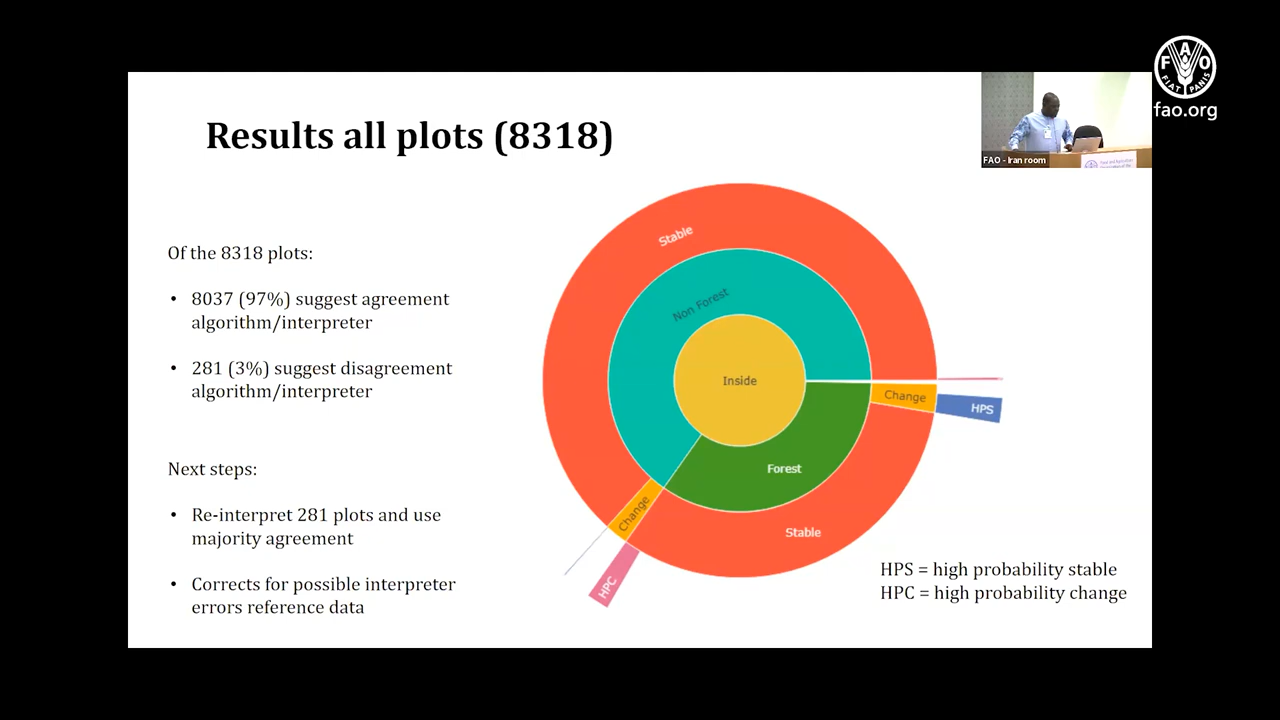 FAO
FIAT PANIS
fao.org
FAO - Iran room
Results all plots (8318)
Of the 8318 plots:
• 8037 (97%) suggest agreement
algorithm/interpreter
• 281 (3%) suggest disagreement
algorithm/interpreter
Next steps:
• Re-interpret 281 plots and use
majority agreement
• Corrects for possible interpreter
errors reference data
Stable
Non Forest
Inside
Change
HPS
Forest
Change
Stable
HPC
HPS = high probability stable
HPC = high probability change